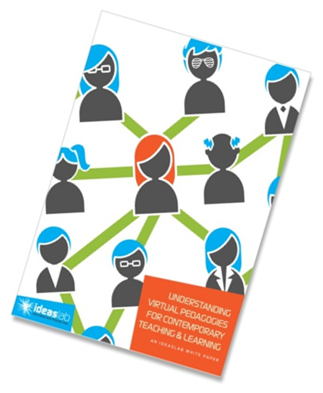 UNDERSTANDING
VIRTUAL PEDAGOGIES
FOR CONTEMPORARY
TEACHING & LEARNING
AN IDEASLAB WHITE PAPER
ideaslab